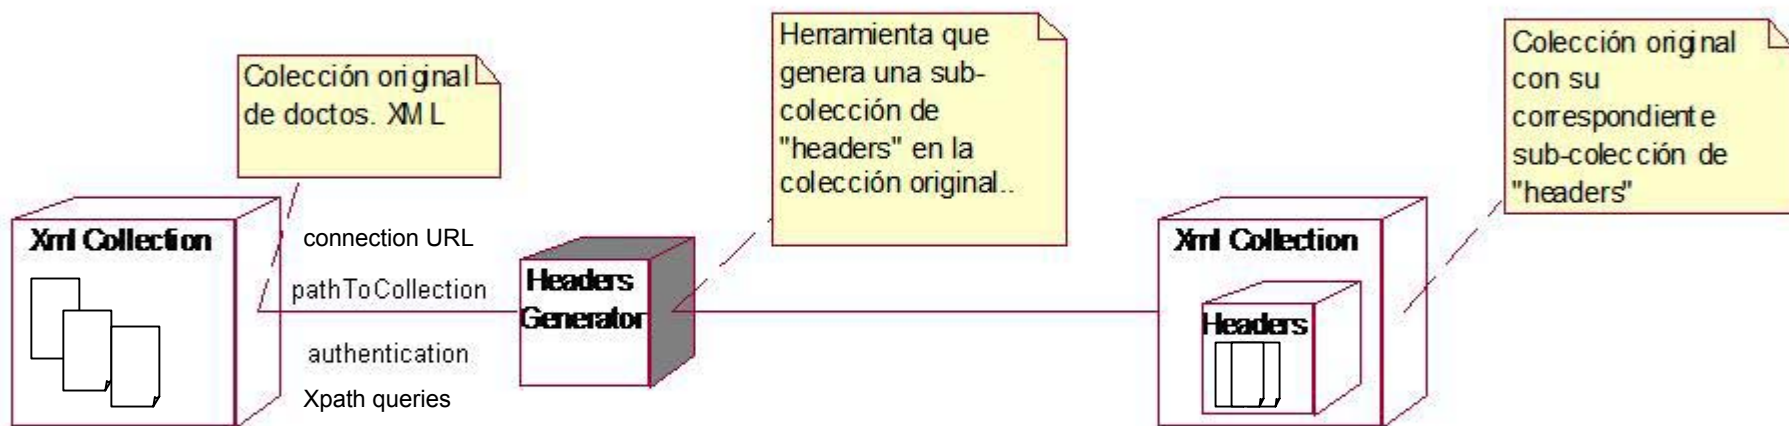 Colección original
de doctos. XML
Herramienta que
genera una sub-
colección de
"headers" en la
colección original..
Colección original
con su
correspondiente
sub-colección de
"headers"
Xml Collection
connection URL
pathToCollection
authentication
Xpath queries
Headers
Generator
Xml Collection
Headers